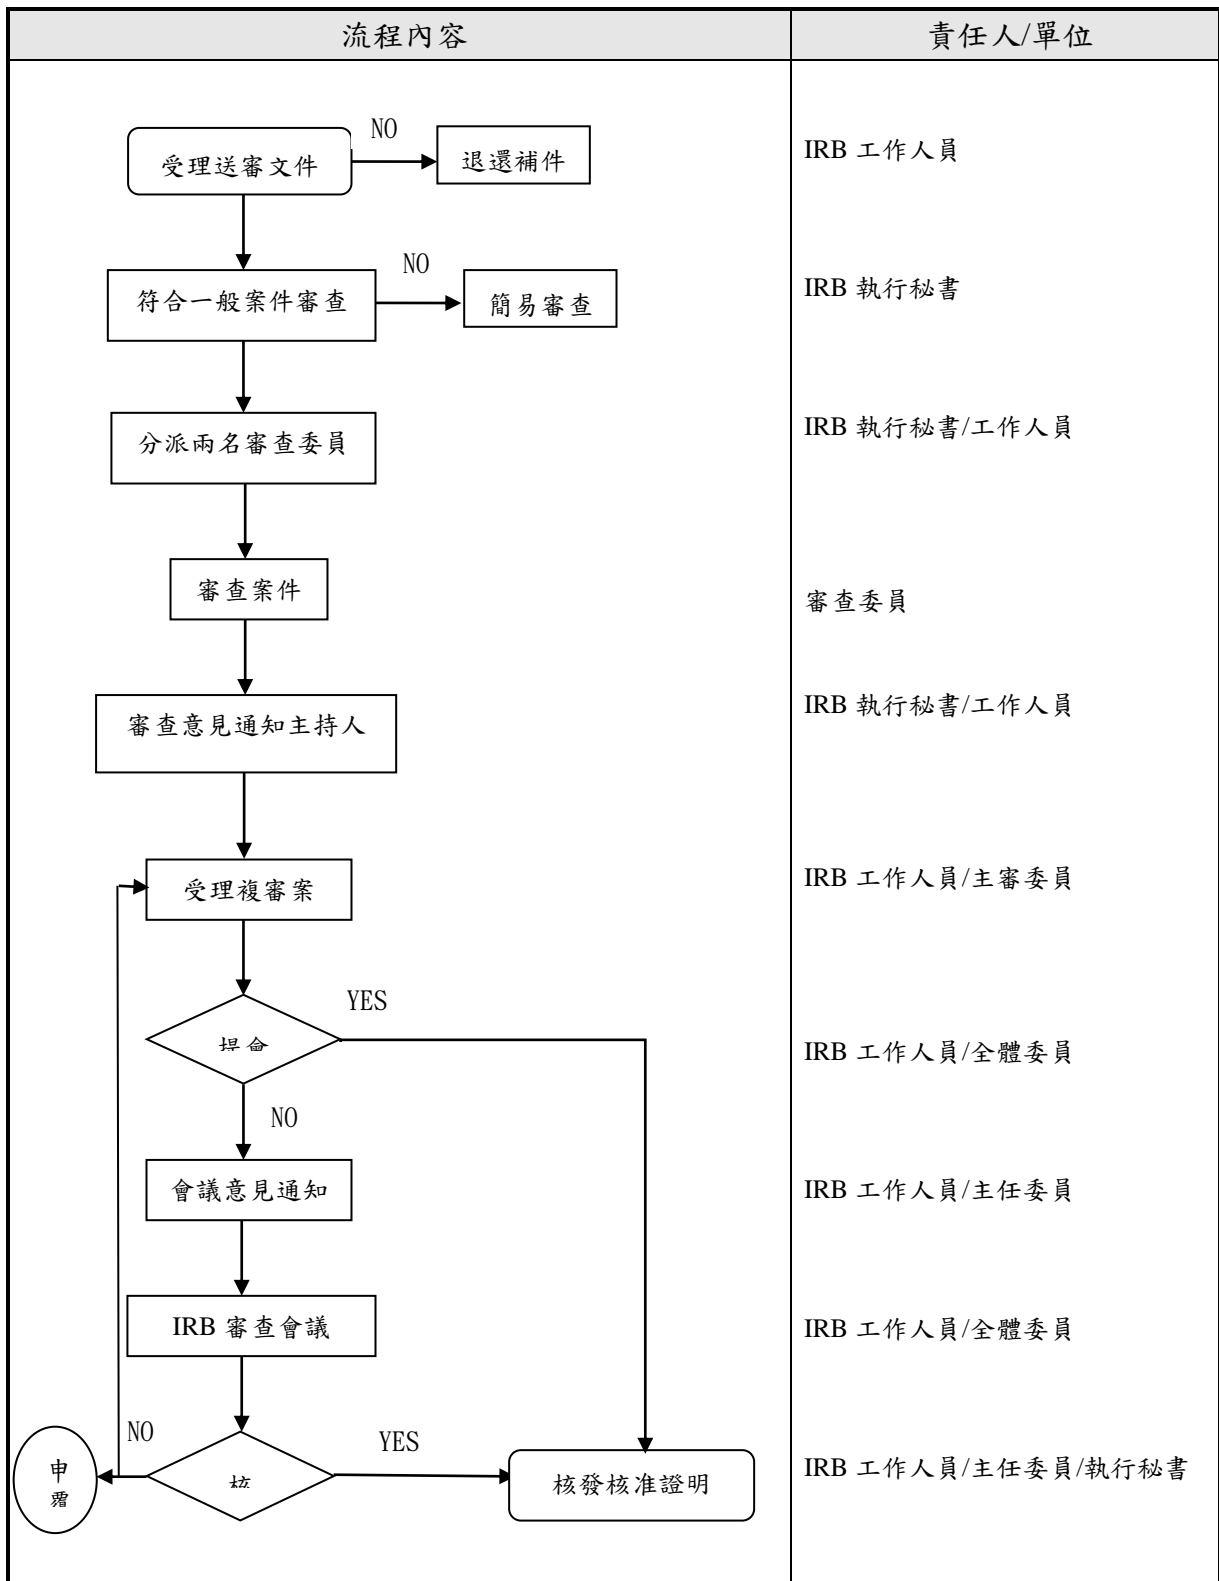 流程內容 責任人/單位
受理送審文件 NO 退還補件 IRB 工作人員
符合一般案件審查 NO 簡易審查 IRB 執行秘書
分派兩名審查委員 IRB 執行秘書/工作人員
審查案件 審查委員
審查意見通知主持人 IRB 執行秘書/工作人員
受理複審案 IRB 工作人員/主審委員
提會 YES IRB 工作人員/全體委員
NO
會議意見通知 IRB 工作人員/主任委員
IRB 審查會議 IRB 工作人員/全體委員
NO YES
申 核發核准證明 IRB 工作人員/主任委員/執行秘書